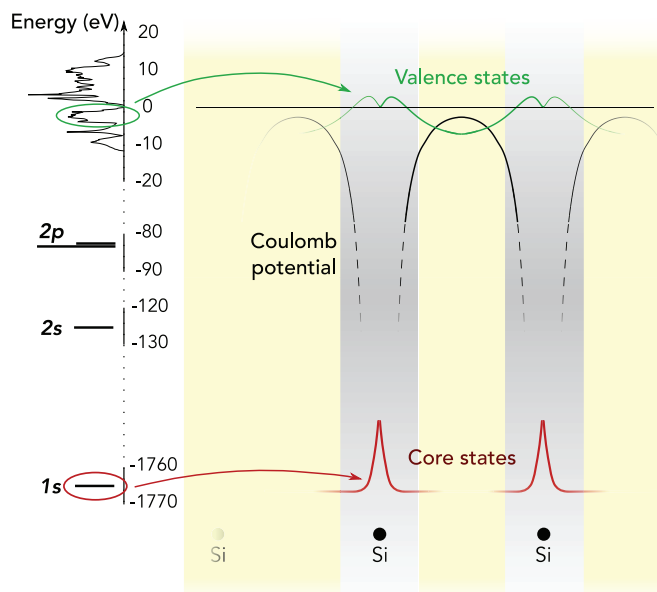 Energy (eV)
20
10
0
-10
-20
-80
-90
-120
-130
-1760
-1770
2p
2s
1s
Valence states
Coulomb
potential
Core states
Si
Si
Si